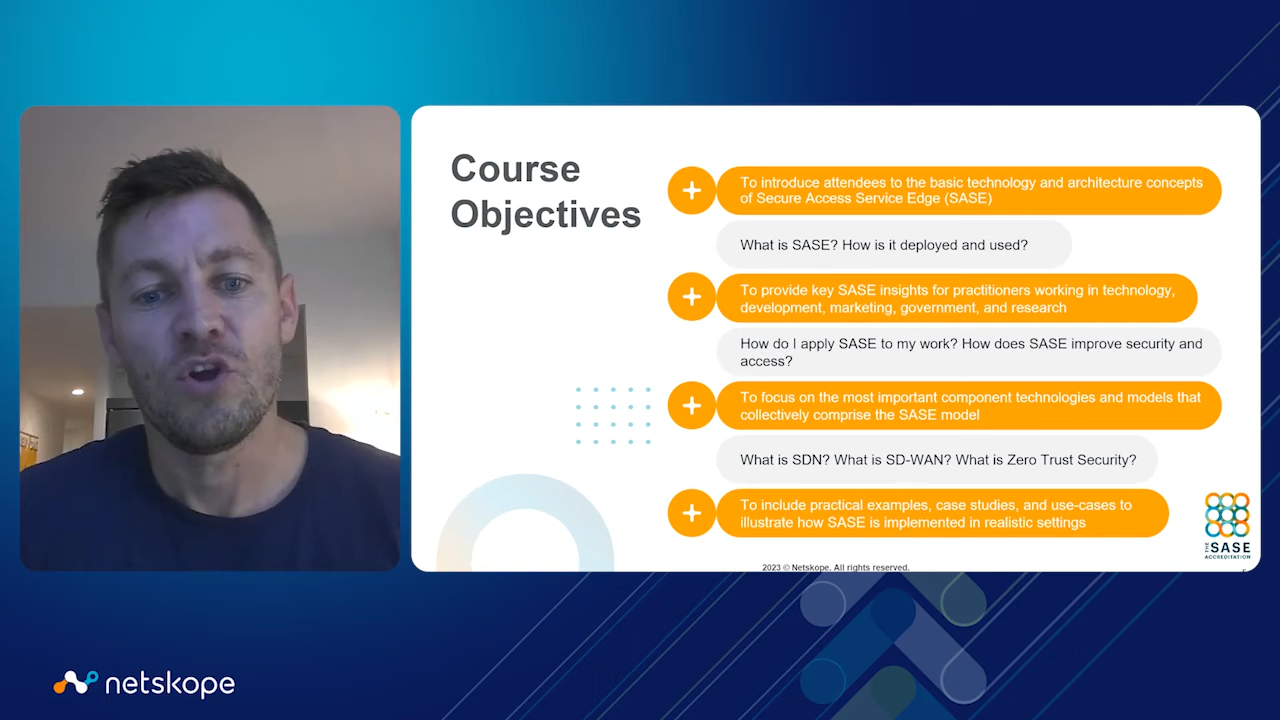 Course
Objectives
To introduce attendees to the basic technology and architecture concepts
of Secure Access Service Edge (SASE)
What is SASE? How is it deployed and used?
To provide key SASE insights for practitioners working in technology,
development, marketing, government, and research
How do I apply SASE to my work? How does SASE improve security and
access?
To focus on the most important component technologies and models that
collectively comprise the SASE model
What is SDN? What is SD-WAN? What is Zero Trust Security?
To include practical examples, case studies, and use-cases to
illustrate how SASE is implemented in realistic settings
THE SASE
ACCREDITATION
2023 © Netskope. All rights reserved.
netskope